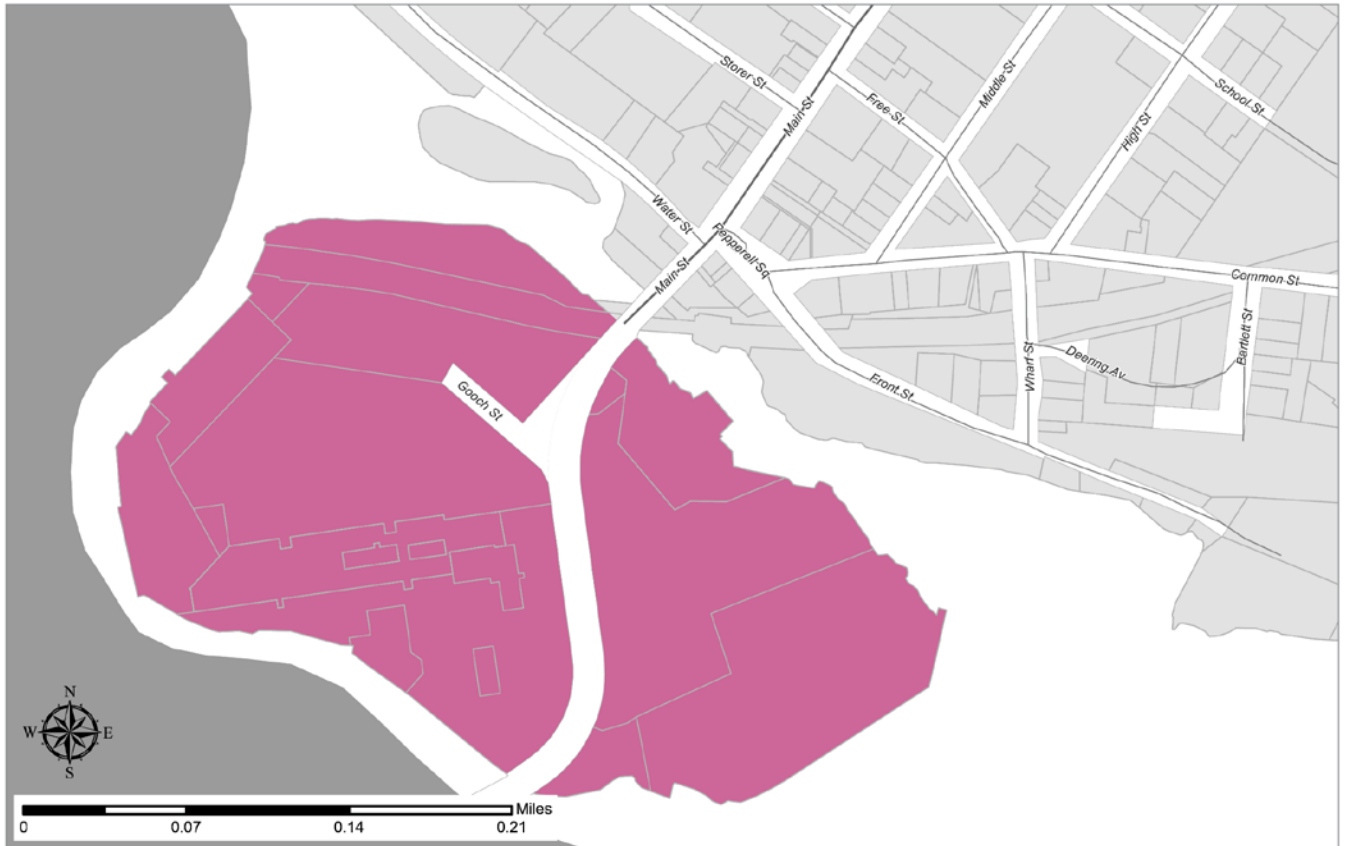 Storer St
Main St
Free St
Middle St
High St
School St
Water St
Pepperell Sq
Main St
Common St
Bartlett St
Wharf St
Deering Av
Front St
Gooch St
N
W E
S
Miles
0 0.07 0.14 0.21